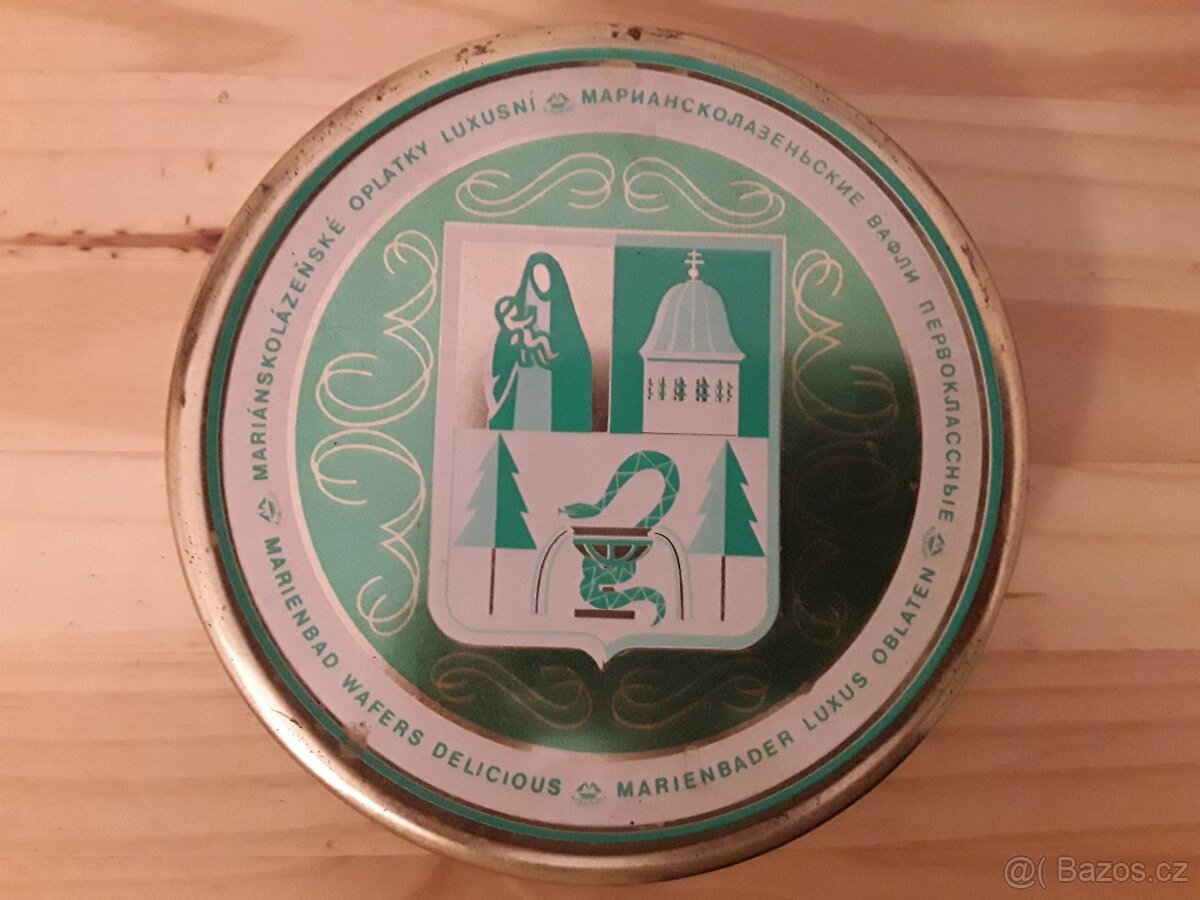 MARIÁNSKOLÁZEŇSKÉ OPLATKY LUXUSNÍ
МАРИАНСКОЛАЗЕНЬСКИЕ ВАФЛИ ПЕРВОКЛАССНЫЕ
MARIENBADER LUXUS OBLATEN
MARIENBAD WAFERS DELICIOUS
@( Bazos.cz